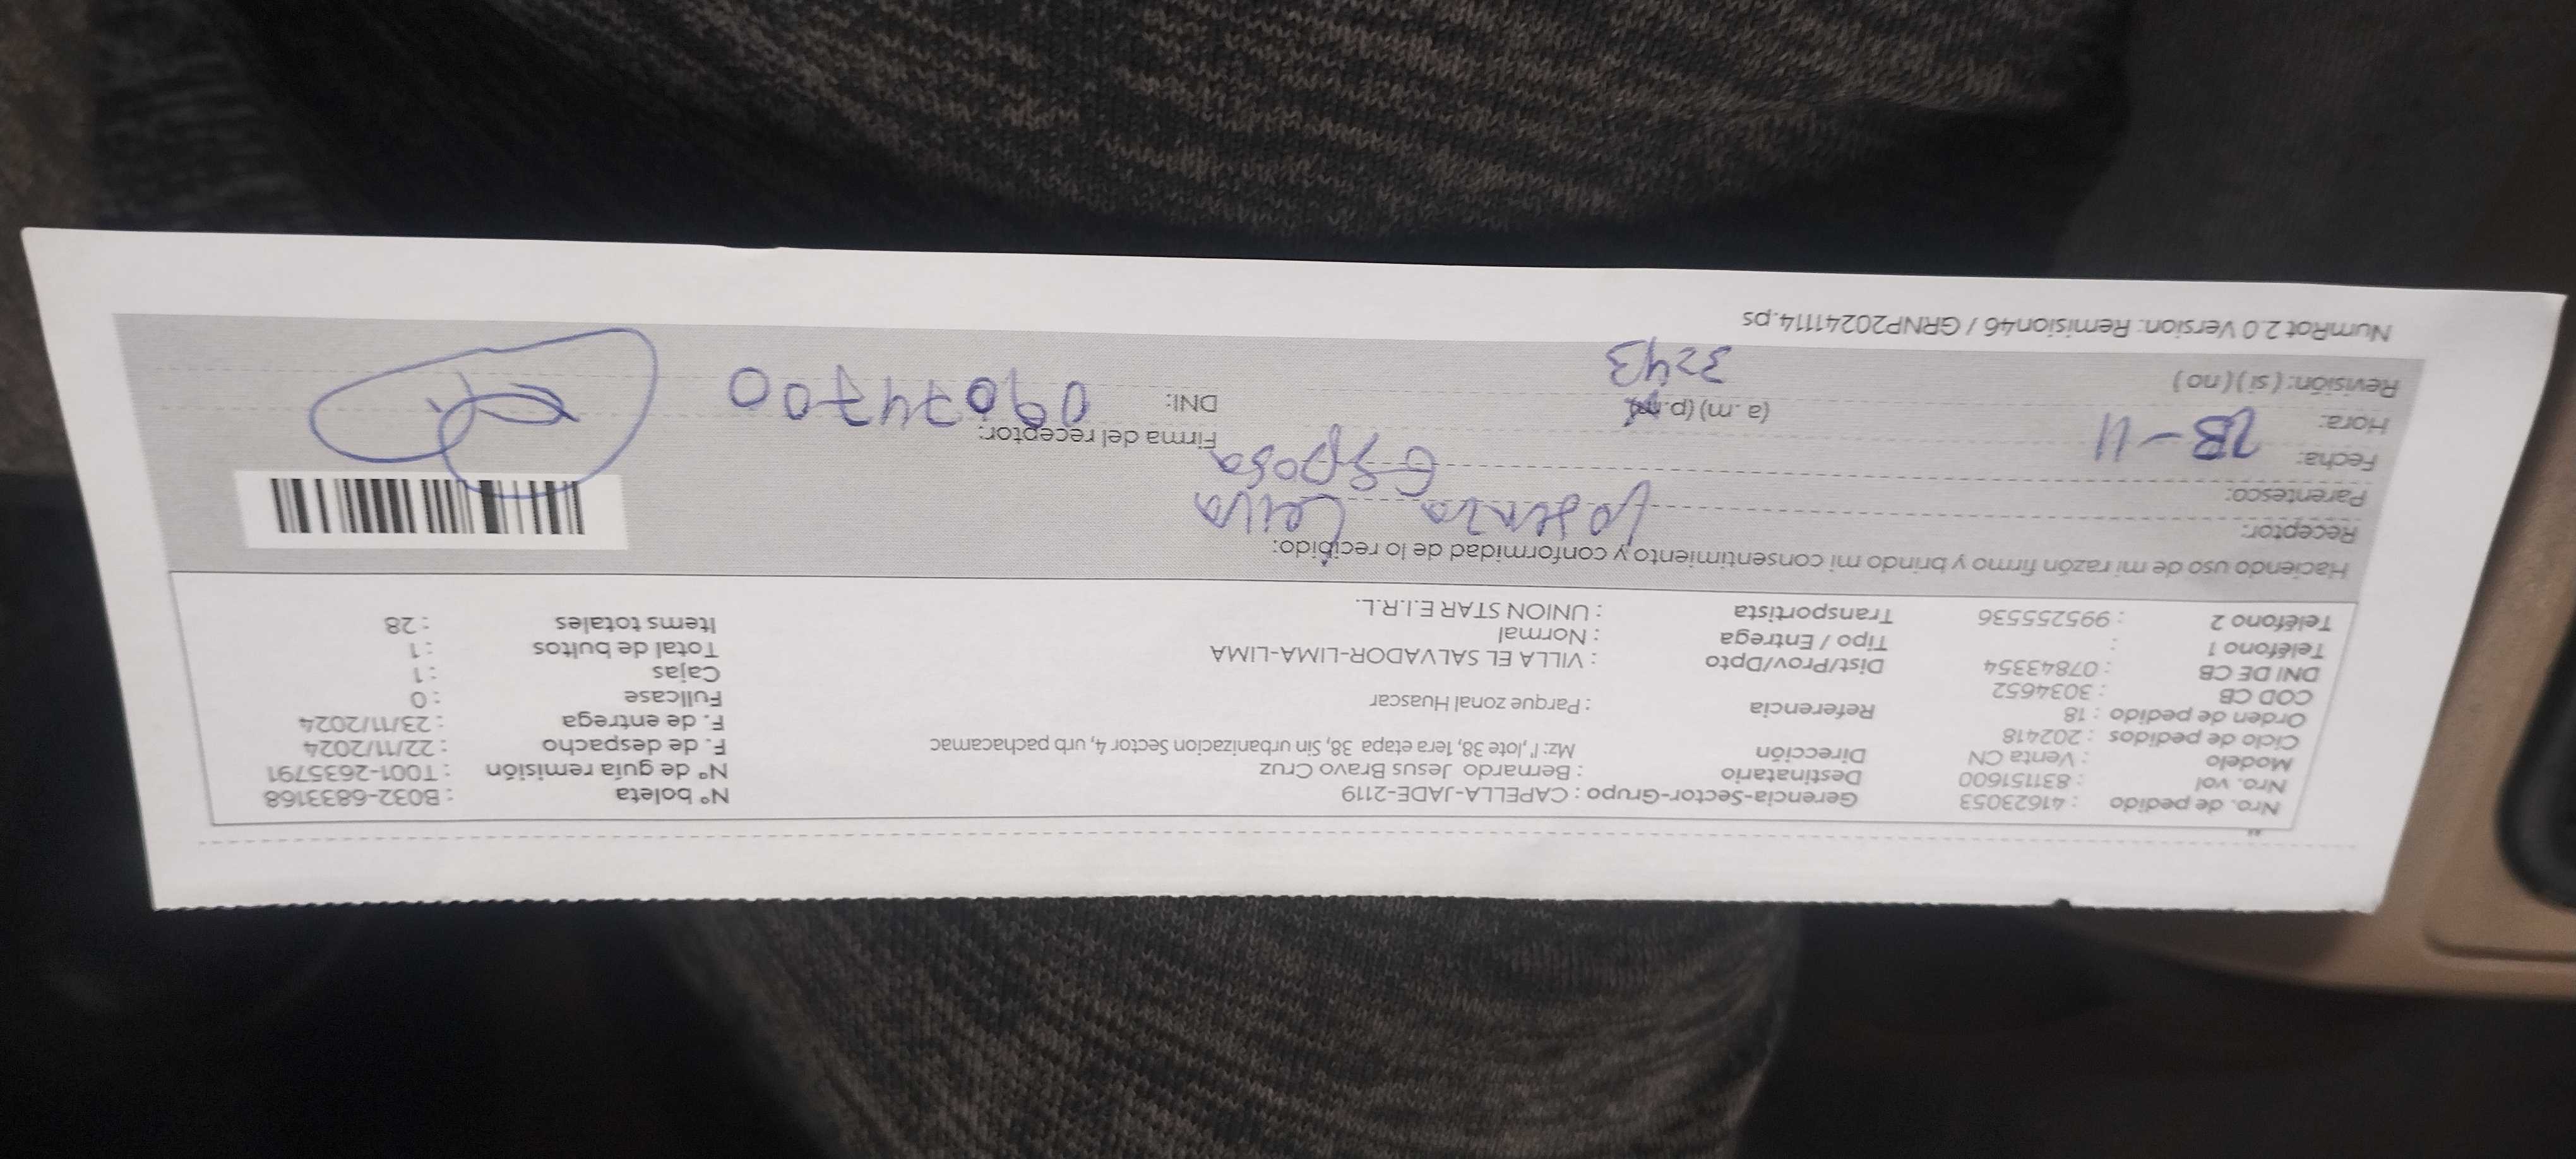 Nro. de pedido : 41623053 Gerencia-Sector-Grupo : CAPELLA-JADE-2119 N° boleta : B032-6833168
Nro. vol : 831151600 Destinatario : Bernardo Jesus Bravo Cruz N° de guía remisión : T001-2635791
Modelo : Venta CN Dirección Mz: I',lote 38, 1era etapa 38, Sin urbanizacion Sector 4, urb pachacamac F. de despacho : 22/11/2024
Ciclo de pedidos : 202418 F. de entrega : 23/11/2024
Orden de pedido : 18 Referencia : Parque zonal Huascar Fullcase : 0
COD CB : 3034652 Cajas : 1
DNI DE CB : 07843354 Dist/Prov/Dpto : VILLA EL SALVADOR-LIMA-LIMA Total de bultos : 1
Teléfono 1 : Tipo / Entrega : Normal Items totales : 28
Teléfono 2 : 995255536 Transportista : UNION STAR E.I.R.L.
Haciendo uso de mi razón firmo y brindo mi consentimiento y conformidad de lo recibido:
Receptor: Leiva
Parentesco: Esposa
Fecha: 23-11 Firma del receptor:
Hora: (a.m) (p.m) DNI: 09074700
Revisión: ( si ) ( no ) 3:43
NumRot 2.0 Version: Remision46 / GRNP20241114.ps